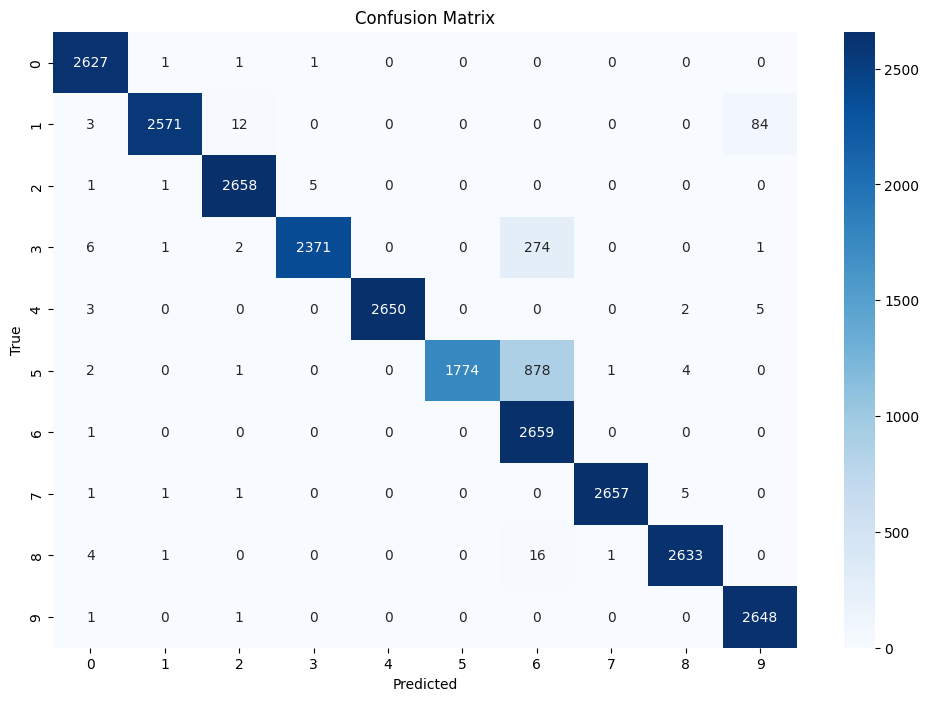 Confusion Matrix
0 2627 1 1 1 0 0 0 0 0 0
1 3 2571 12 0 0 0 0 0 0 84
2 1 1 2658 5 0 0 0 0 0 0
3 6 1 2 2371 0 0 274 0 0 1
4 3 0 0 0 2650 0 0 0 2 5
5 2 0 1 0 0 1774 878 1 4 0
6 1 0 0 0 0 0 2659 0 0 0
7 1 1 1 0 0 0 0 2657 5 0
8 4 1 0 0 0 0 16 1 2633 0
9 1 0 1 0 0 0 0 0 0 2648
0 1 2 3 4 5 6 7 8 9
Predicted
True
2500
2000
1500
1000
500
0